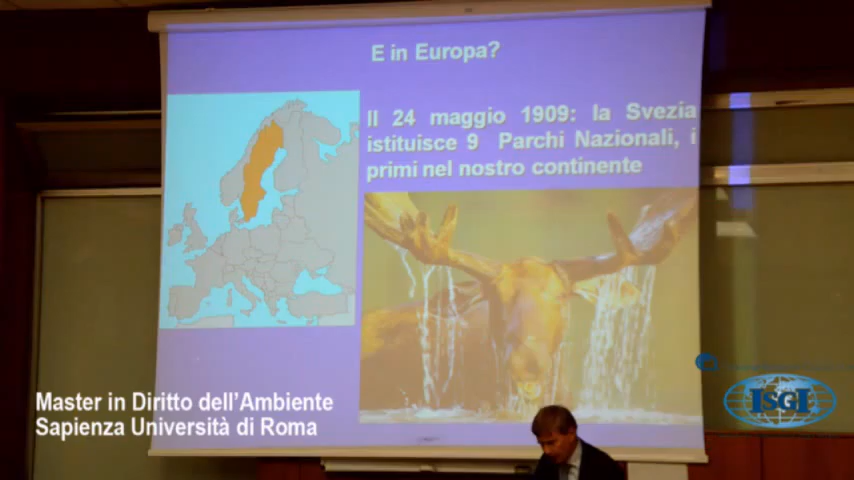 E in Europa?
Il 24 maggio 1909: la Svezia
istituisce 9 Parchi Nazionali, i
primi nel nostro continente
Master in Diritto dell'Ambiente
Sapienza Università di Roma
ISGI